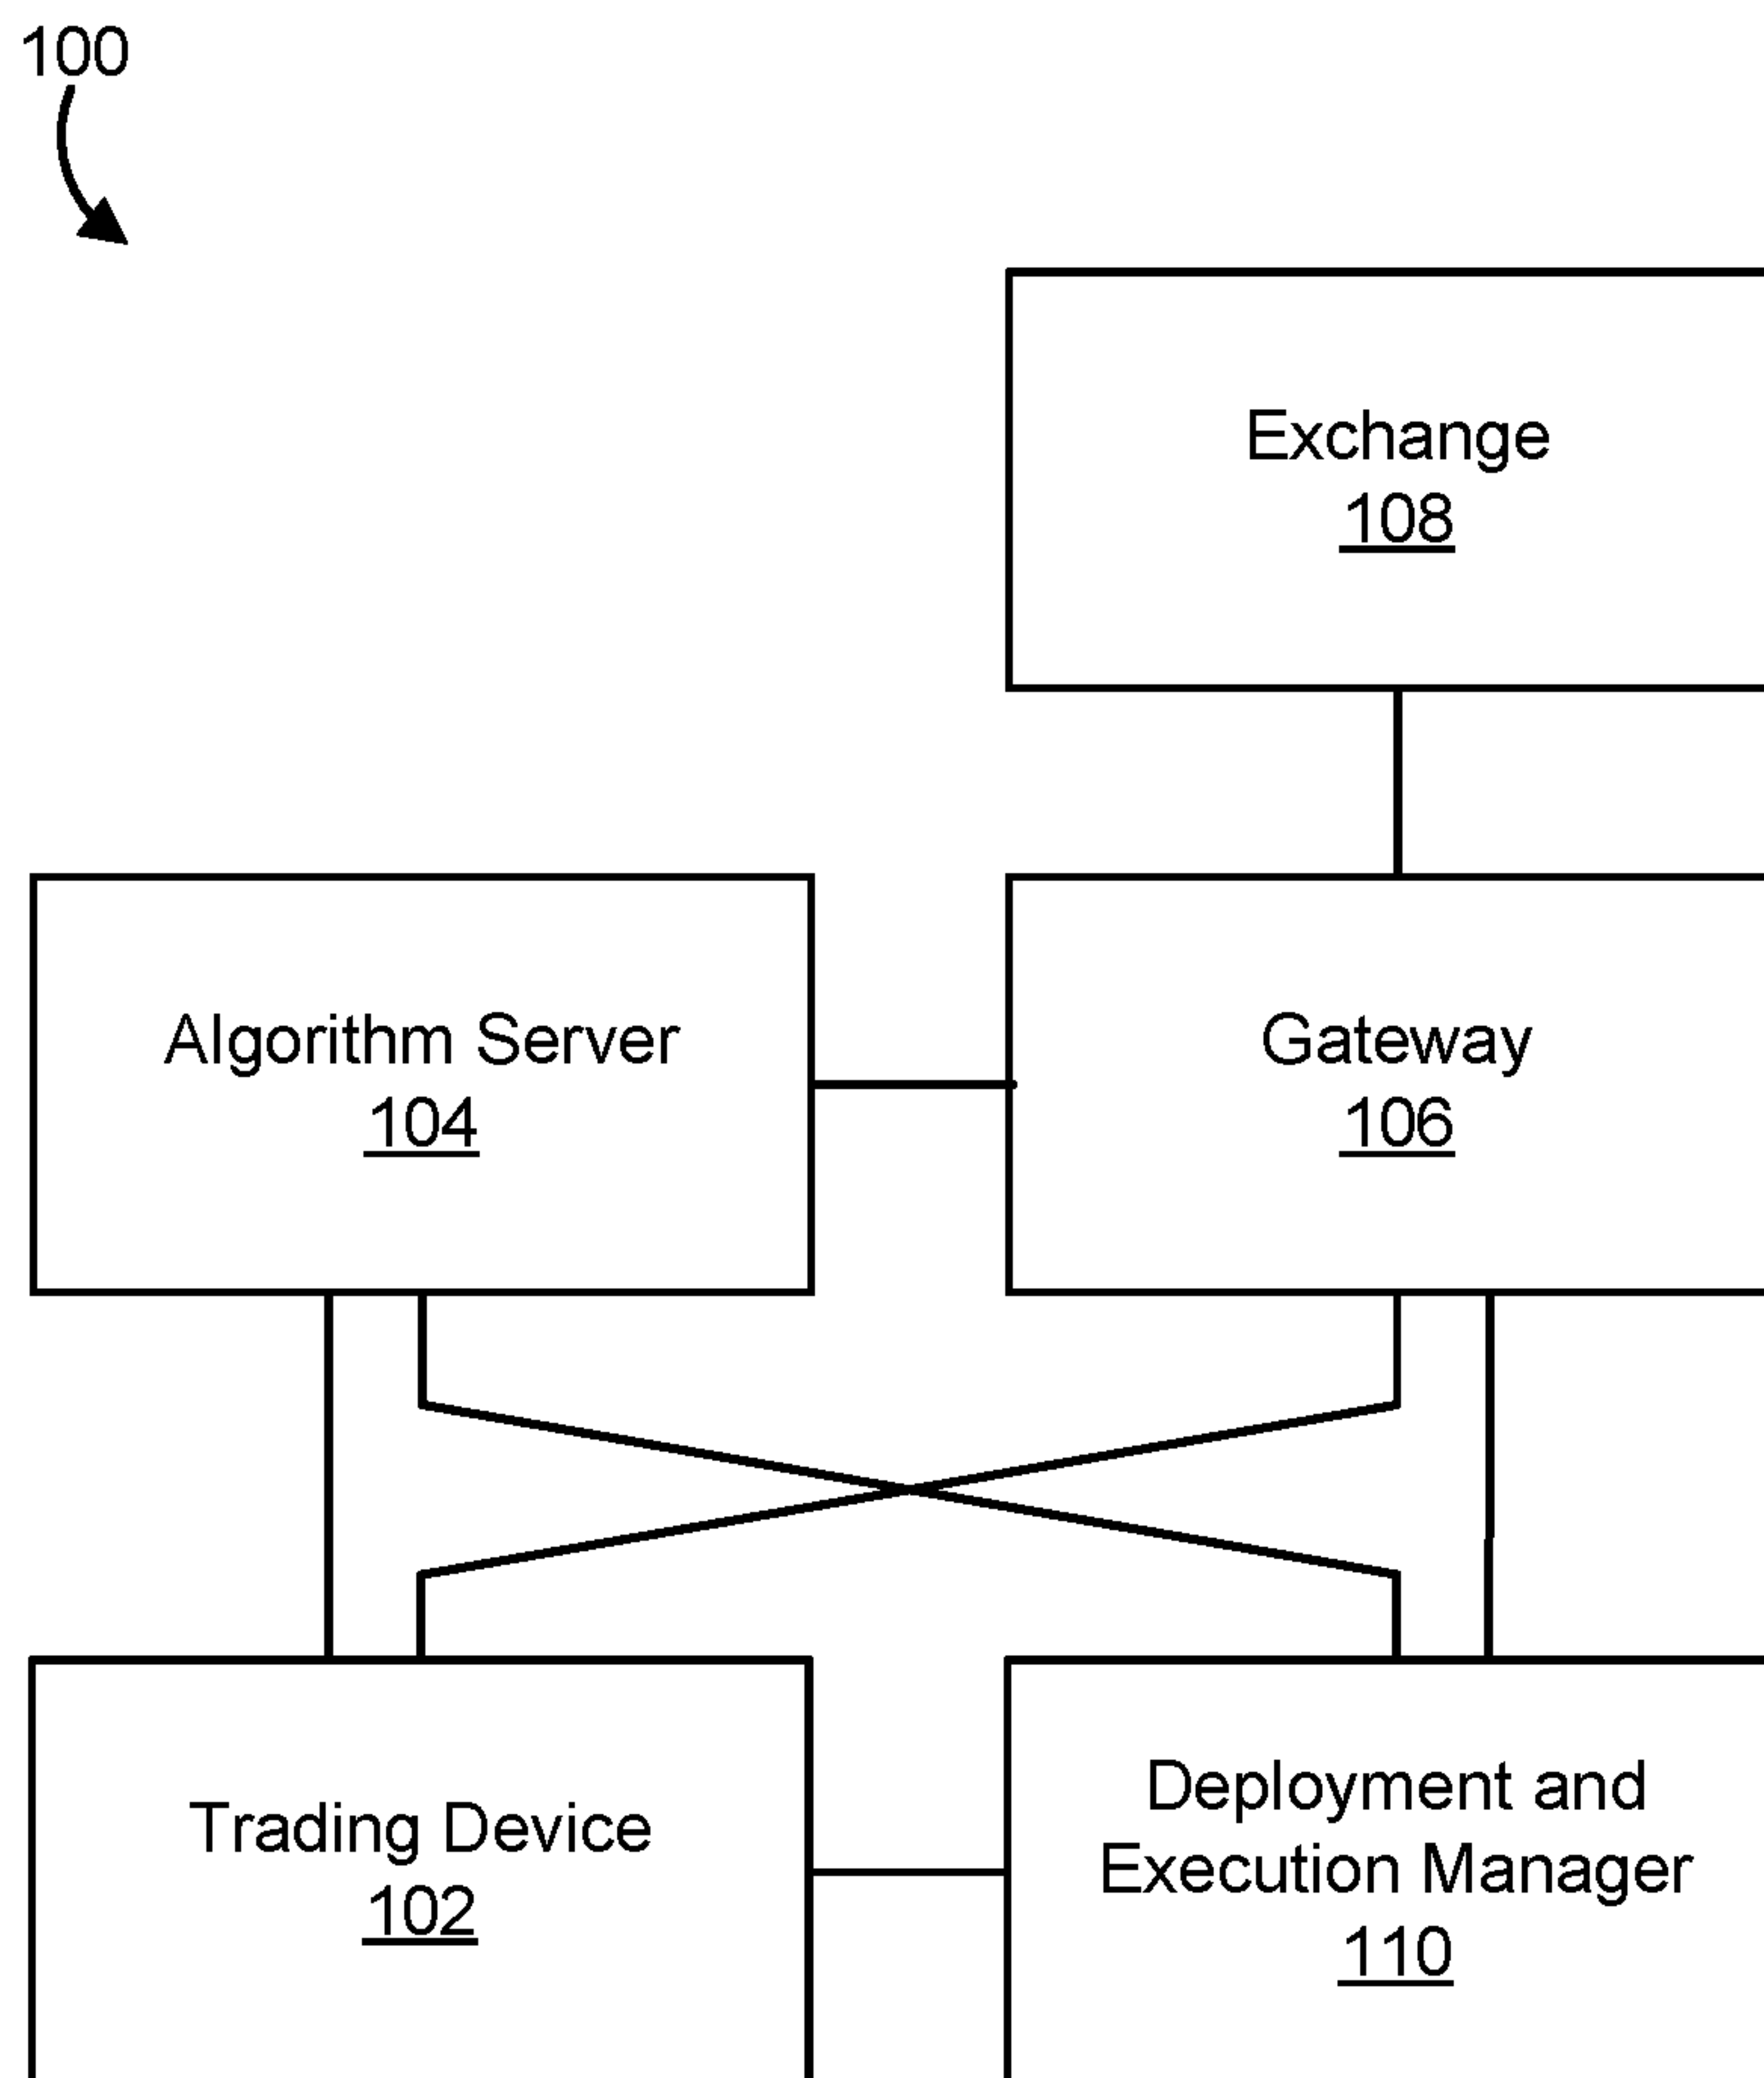 100
Exchange
108
Algorithm Server
104
Gateway
106
Trading Device
102
Deployment and
Execution Manager
110